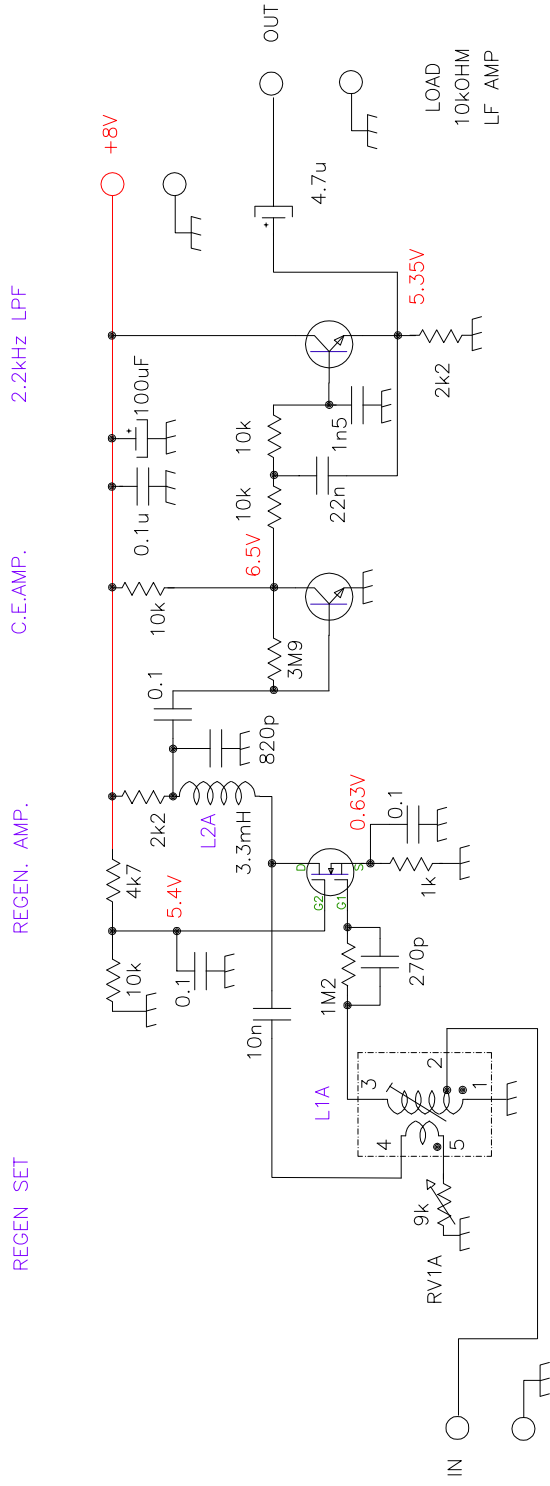 REGEN SET
REGEN. AMP.
C.E.AMP.
2.2kHz LPF
+8V
10k
4k7
2k2
10k
0.1u
100uF
5.4V
0.1
L2A
3.3mH
820p
0.1
3M9
6.5V
10k
10k
22n
1n5
4.7u
OUT
5.35V
2k2
LOAD
10kOHM
LF AMP
10n
G2
D
G1
S
0.63V
1k
0.1
1M2
270p
L1A
3
4
2
5
1
9k
RV1A
IN